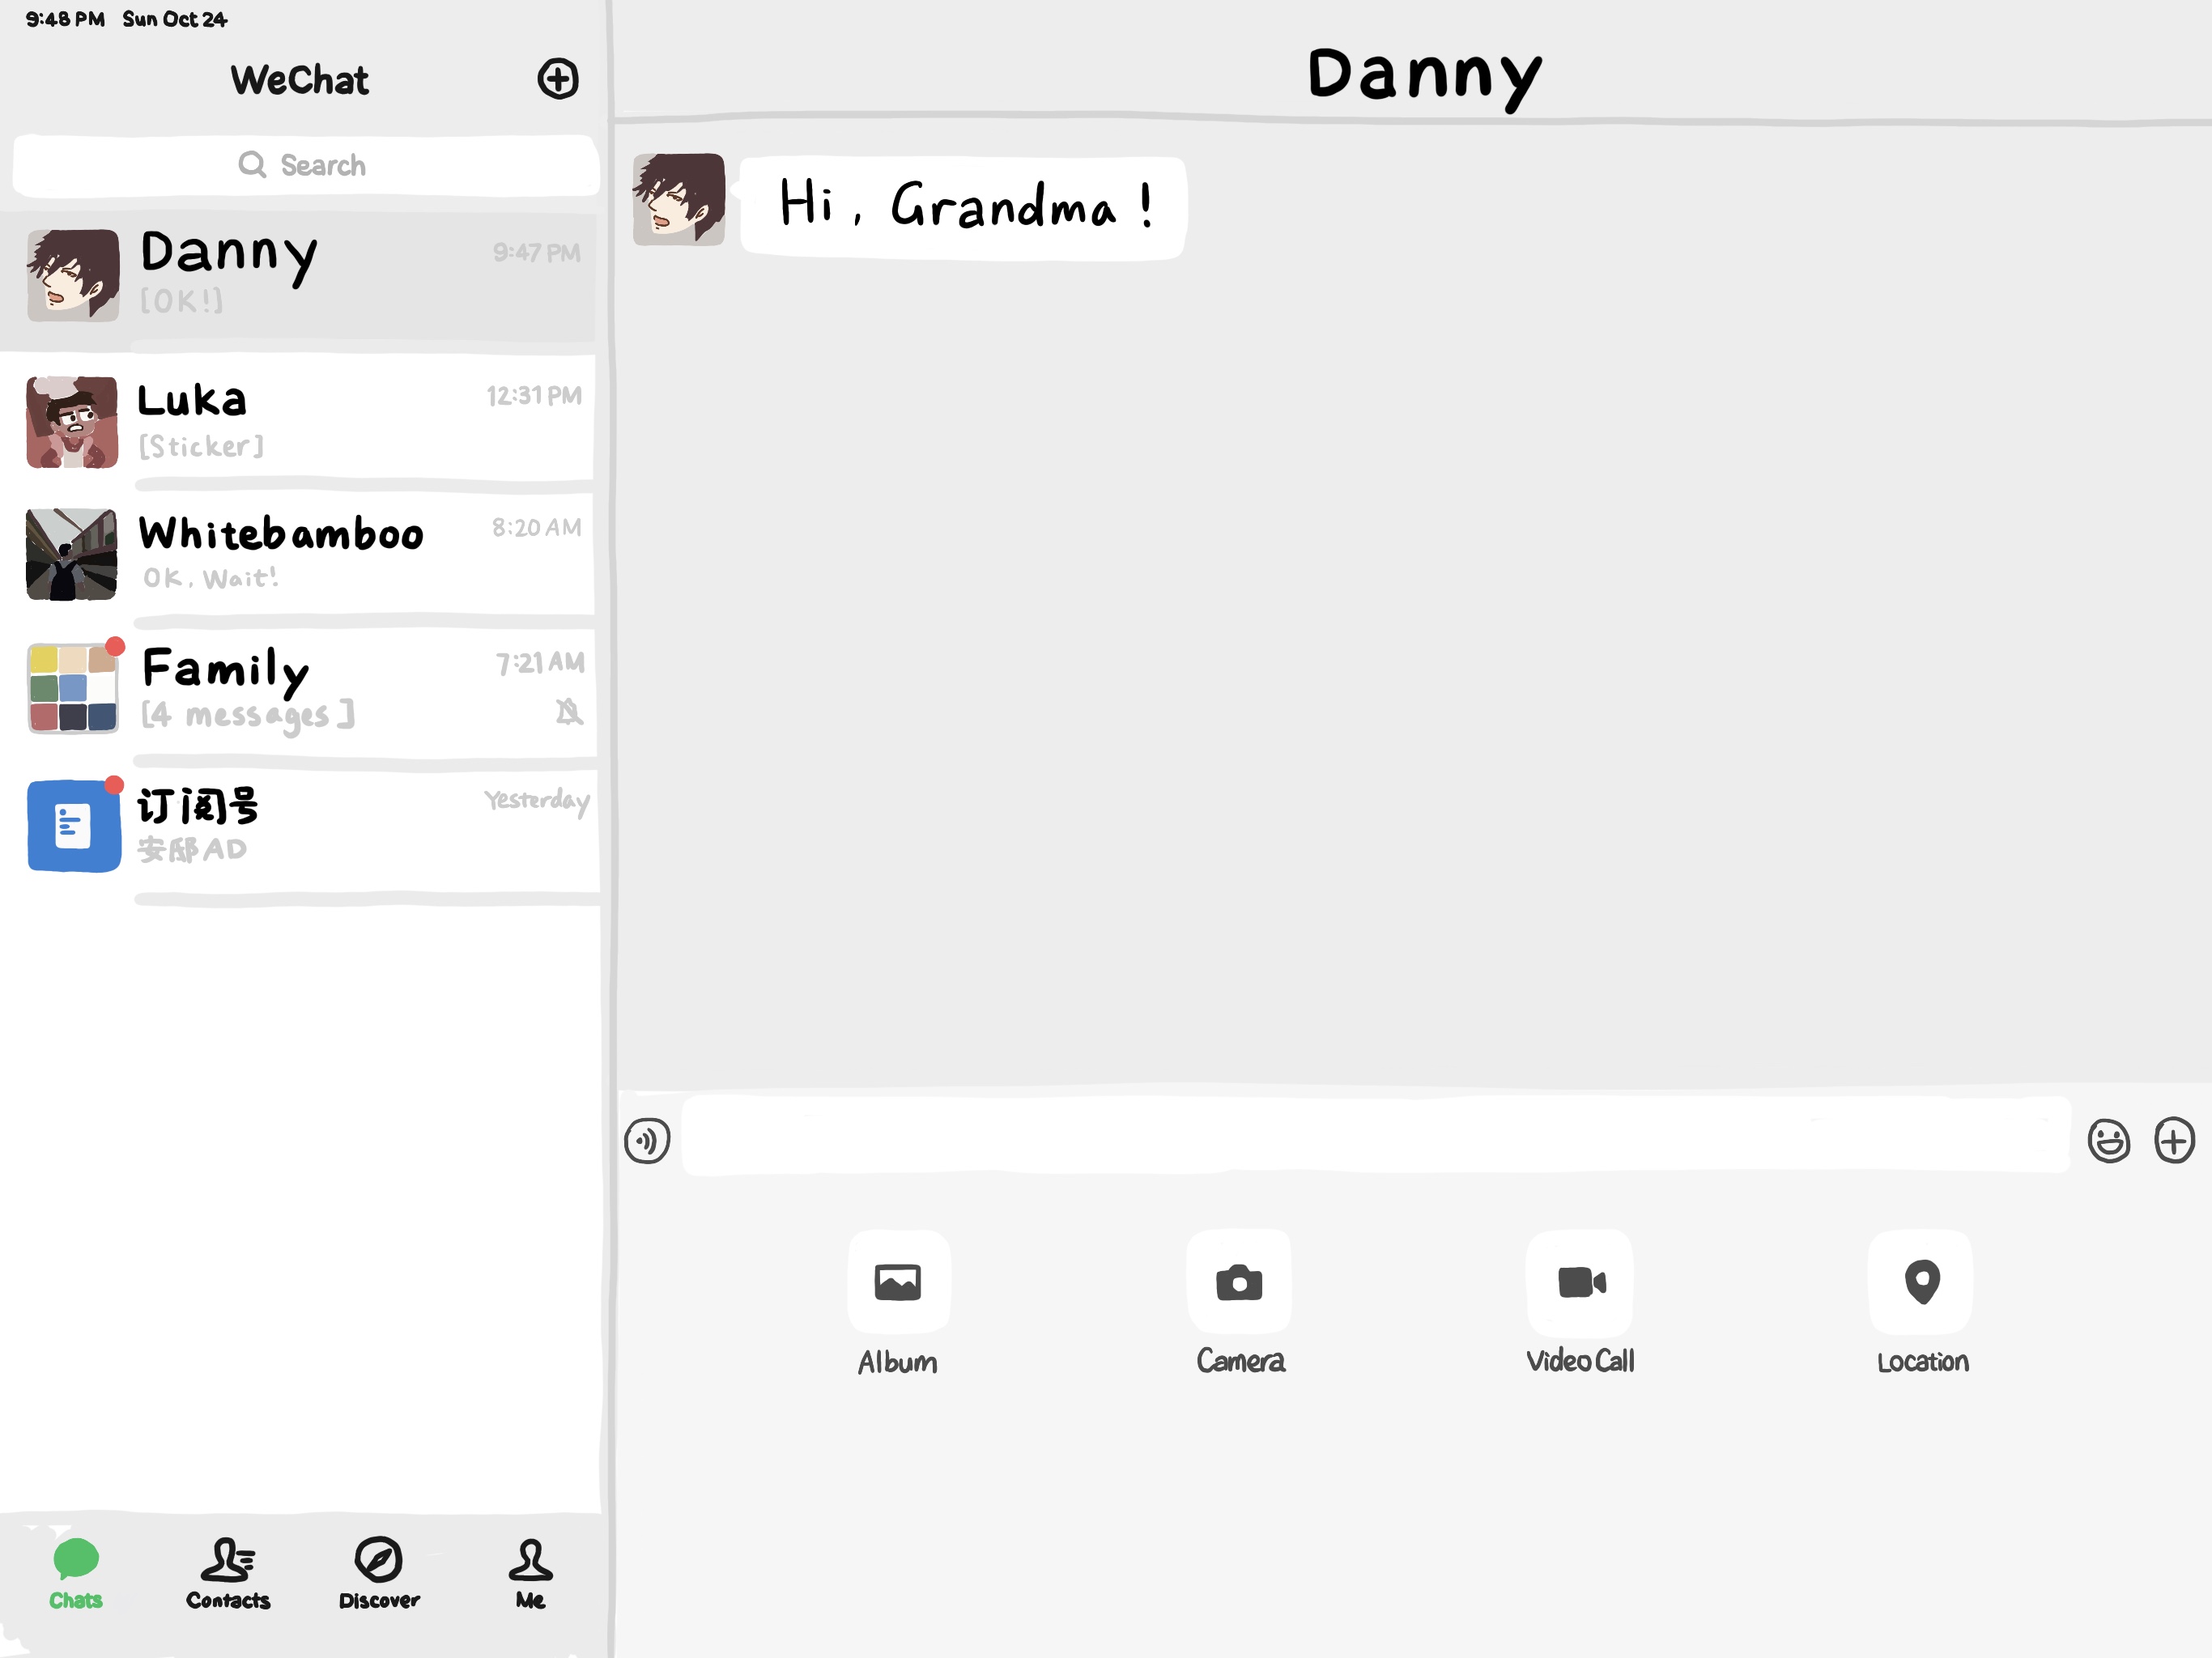 9:48 PM Sun Oct 24
WeChat
Search
Danny
9:47 PM
[OK!]
Luka
12:31 PM
[Sticker]
Whitebamboo
8:20 AM
OK, Wait!
Family
7:21 AM
[4 messages]
订阅号
Yesterday
安邸AD
Chats
Contacts
Discover
Me
Danny
Hi, Grandma!
Album
Camera
Video Call
Location